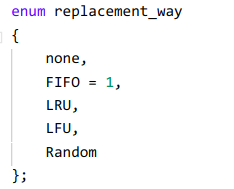 enum replacement_way
{
    none,
    FIFO = 1,
    LRU,
    LFU,
    Random
};